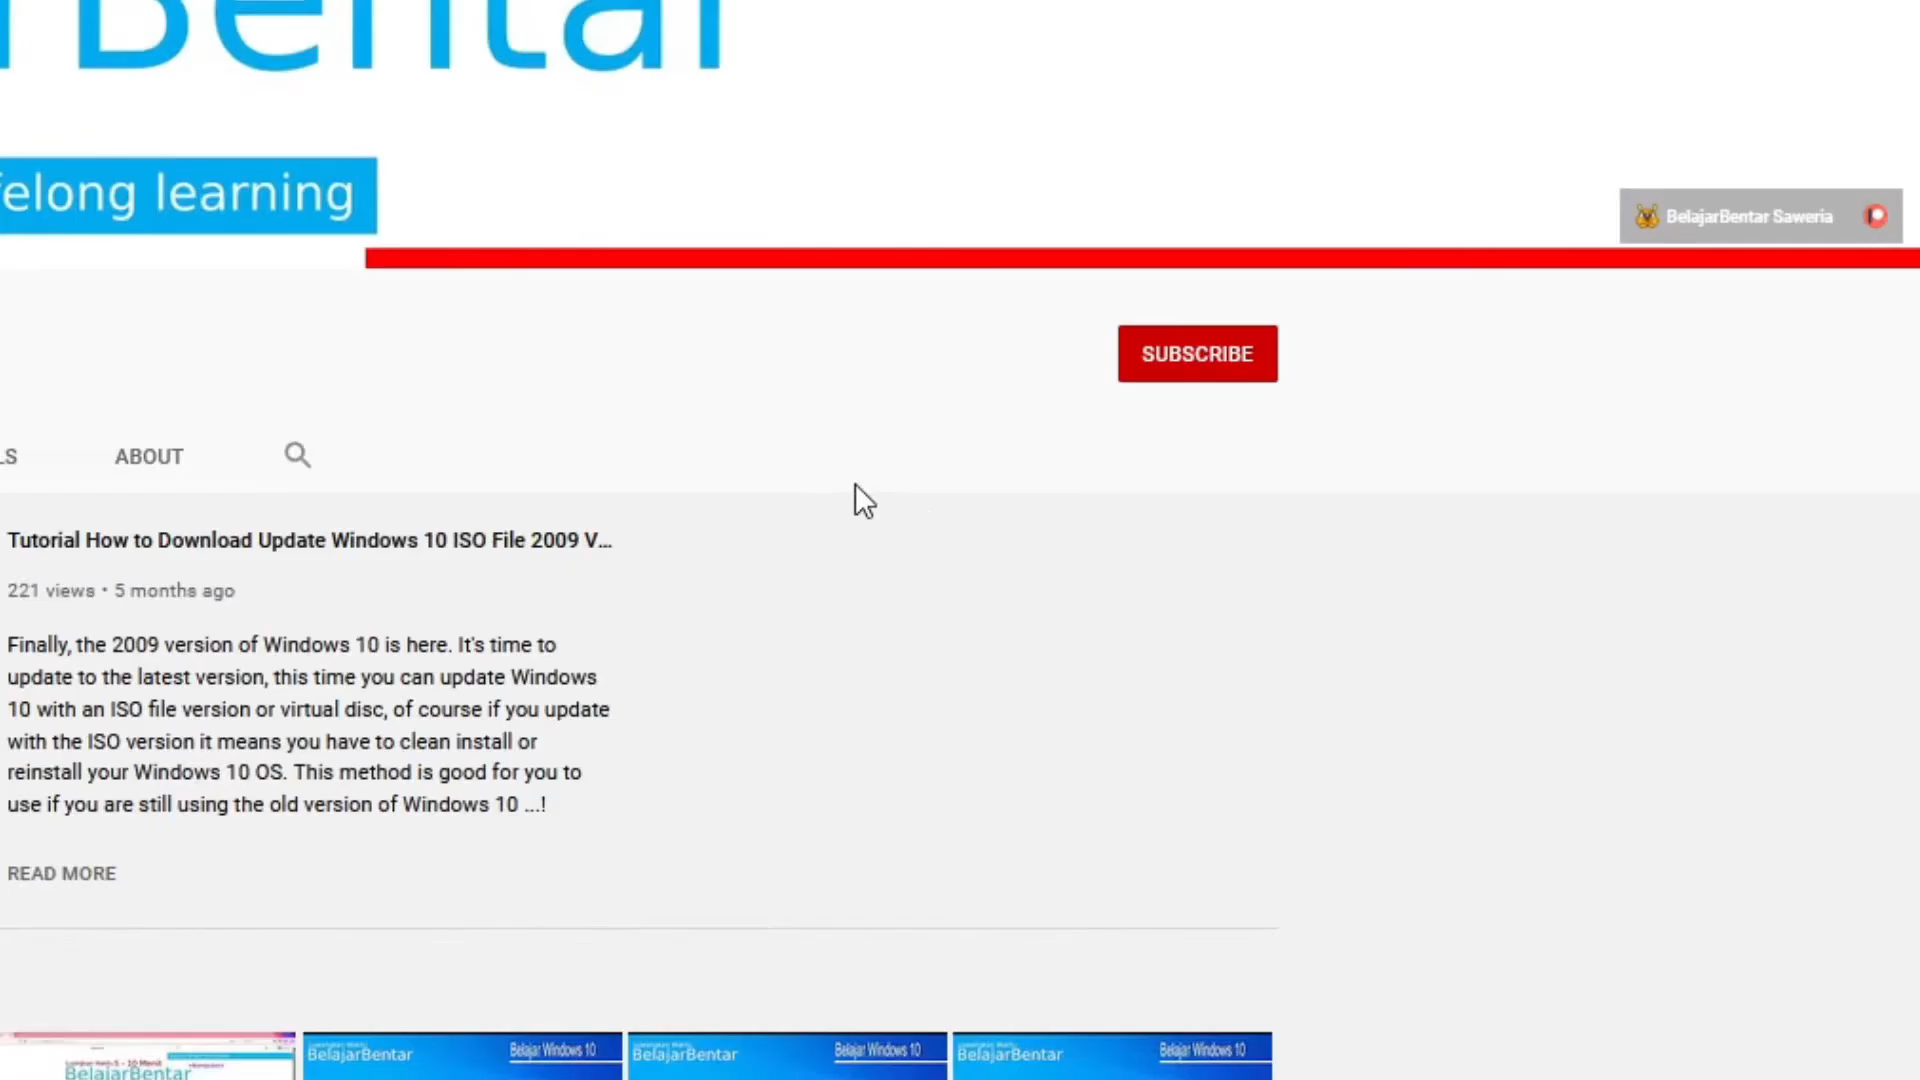 rBentar
felong learning
BelajarBentar Saweria
SUBSCRIBE
LS
ABOUT
Tutorial How to Download Update Windows 10 ISO File 2009 V...
221 views • 5 months ago
Finally, the 2009 version of Windows 10 is here. It's time to
update to the latest version, this time you can update Windows
10 with an ISO file version or virtual disc, of course if you update
with the ISO version it means you have to clean install or
reinstall your Windows 10 OS. This method is good for you to
use if you are still using the old version of Windows 10 ...!
READ MORE
BelajarBentar
BelajarBentar
Belajar Windows 10
BelajarBentar
Belajar Windows 10
BelajarBentar
Belajar Windows 10